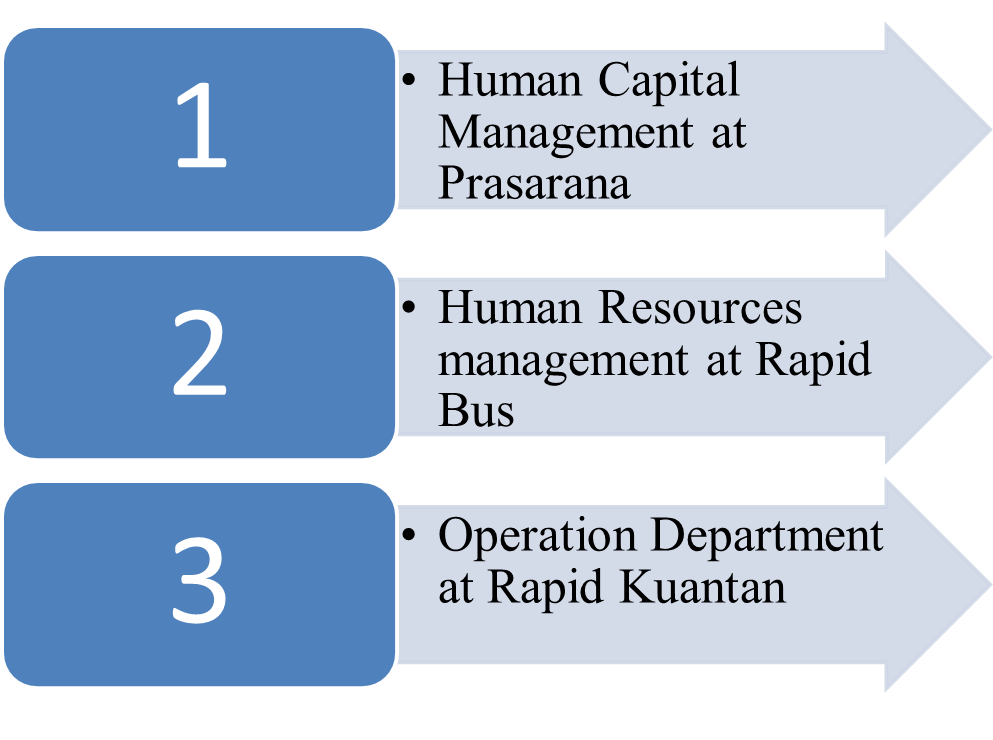 1
• Human Capital
Management at
Prasarana
2
• Human Resources
management at Rapid
Bus
3
• Operation Department
at Rapid Kuantan